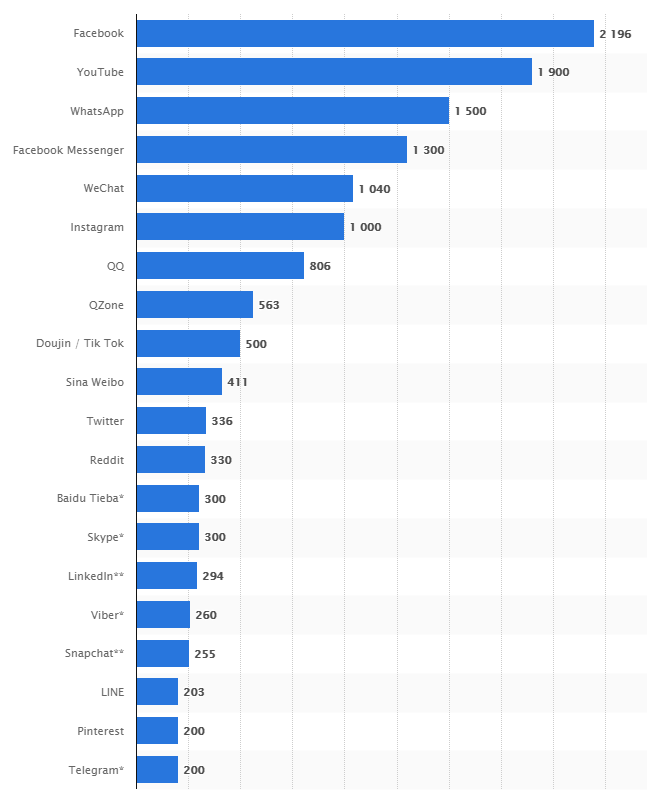 Facebook 2 196
YouTube 1 900
WhatsApp 1 500
Facebook Messenger 1 300
WeChat 1 040
Instagram 1 000
QQ 806
QZone 563
Doujin / Tik Tok 500
Sina Weibo 411
Twitter 336
Reddit 330
Baidu Tieba* 300
Skype* 300
LinkedIn** 294
Viber* 260
Snapchat** 255
LINE 203
Pinterest 200
Telegram* 200